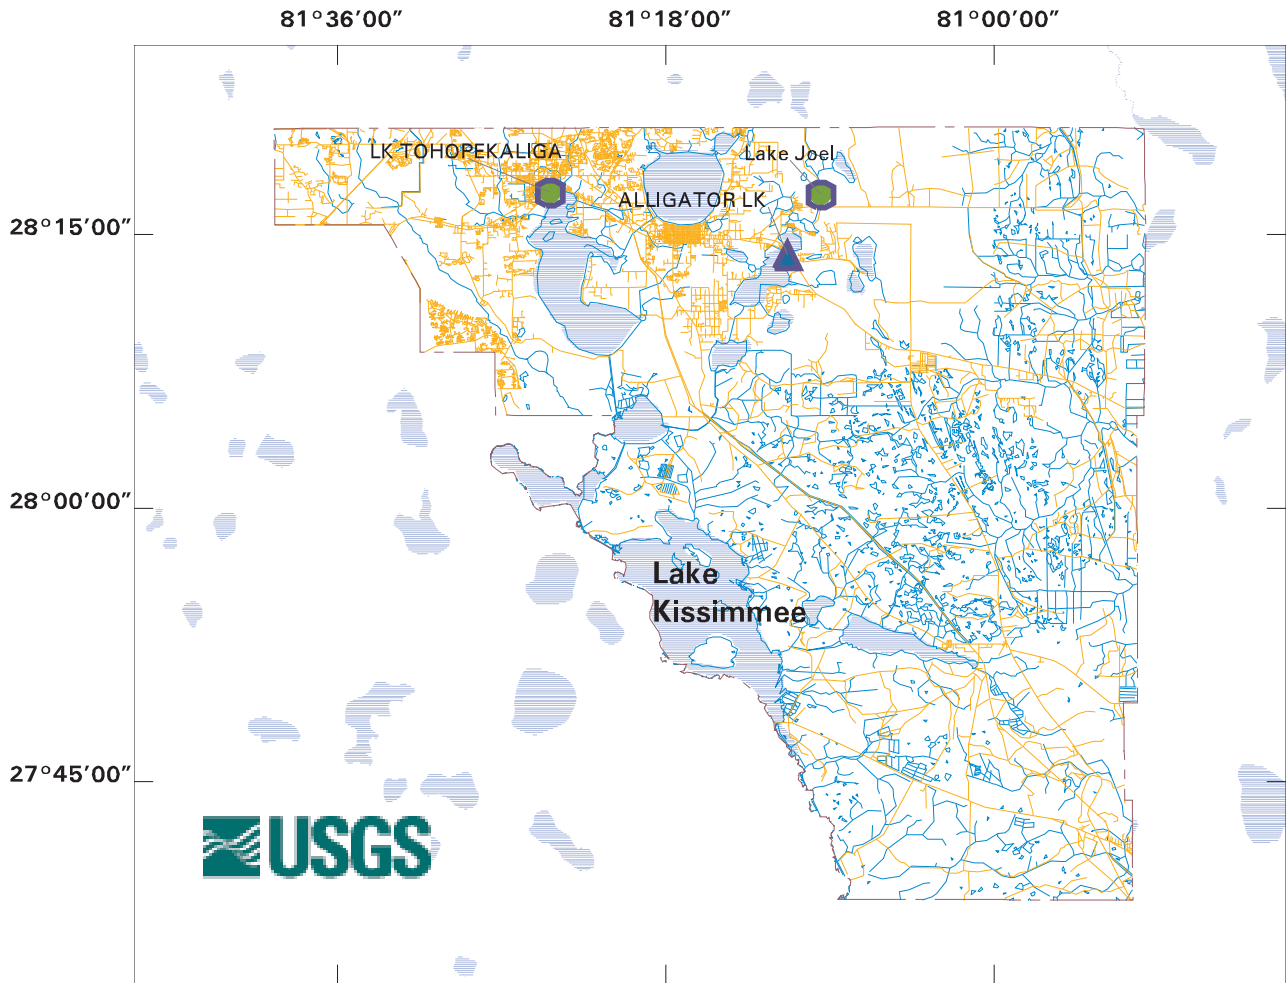 81°36'00" 81°18'00" 81°00'00"
LK TOHOPEKALIGA
Lake Joel
ALLIGATOR LK
28°15'00"
28°00'00"
Lake
Kissimmee
27°45'00"
USGS